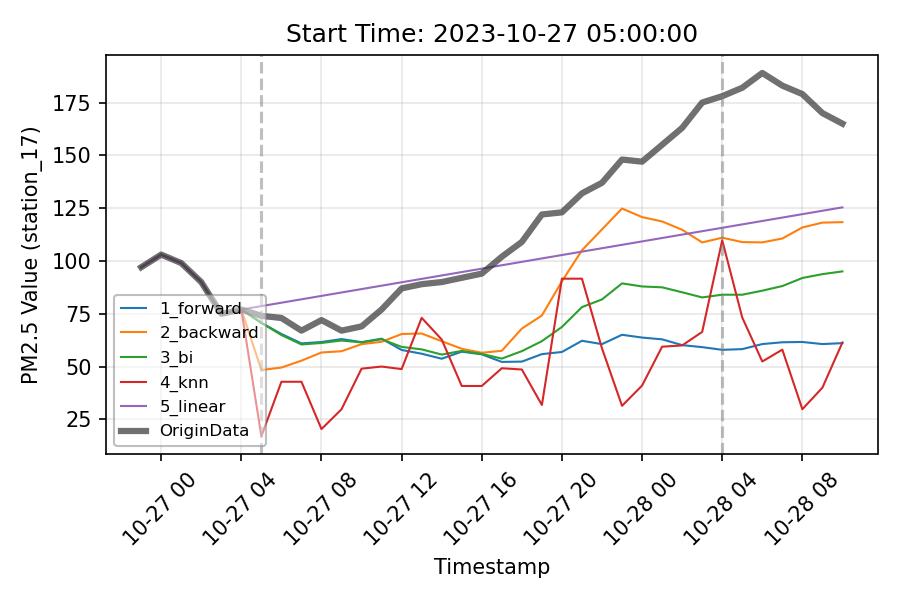 Start Time: 2023-10-27 05:00:00
PM2.5 Value (station_17)
175
150
125
100
75
50
25
1_forward
2_backward
3_bi
4_knn
5_linear
OriginData
10-27 00
10-27 04
10-27 08
10-27 12
10-27 16
10-27 20
10-28 00
10-28 04
10-28 08
Timestamp